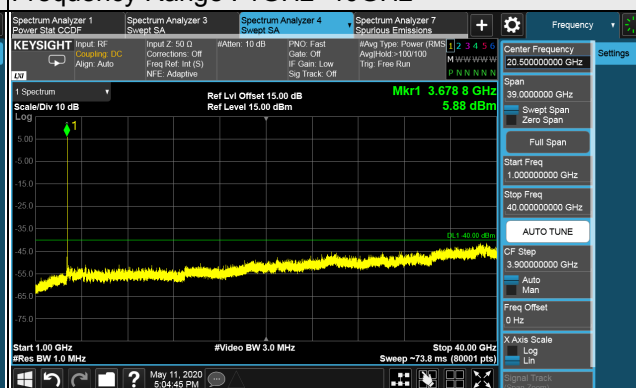 Frequency Range : 1GHz~40GHz
Spectrum Analyzer 1
Power Stat CCDF
Spectrum Analyzer 3
Swept SA
Spectrum Analyzer 4
Swept SA
Spectrum Analyzer 7
Spurious Emissions
Frequency
KEYSIGHT
Input: RF
Coupling: DC
Align: Auto
Input Z: 50 Ω
Corrections: Off
Freq Ref: Int (S)
NFE: Adaptive
#Atten: 10 dB
PNO: Fast
Gate: Off
IF Gain: Low
Sig Track: Off
#Avg Type: Power (RMS
Avg|Hold:>100/100
Trig: Free Run
1 2 3 4 5 6
M W W W W W
P N N N N N
LXI
1 Spectrum
Scale/Div 10 dB
Log
Ref Lvl Offset 15.00 dB
Ref Level 15.00 dBm
Mkr1 3.678 8 GHz
5.88 dBm
1
5.00
-5.00
-15.0
-25.0
-35.0
-45.0
-55.0
-65.0
-75.0
DL1 -40.00 dBm
Start 1.00 GHz
#Res BW 1.0 MHz
#Video BW 3.0 MHz
Stop 40.00 GHz
Sweep ~73.8 ms (80001 pts)
May 11, 2020
5:04:45 PM
Center Frequency
20.500000000 GHz
Settings
Span
39.0000000 GHz
Swept Span
Zero Span
Full Span
Start Freq
1.000000000 GHz
Stop Freq
40.000000000 GHz
AUTO TUNE
CF Step
3.900000000 GHz
Auto
Man
Freq Offset
0 Hz
X Axis Scale
Log
Lin
Signal Track